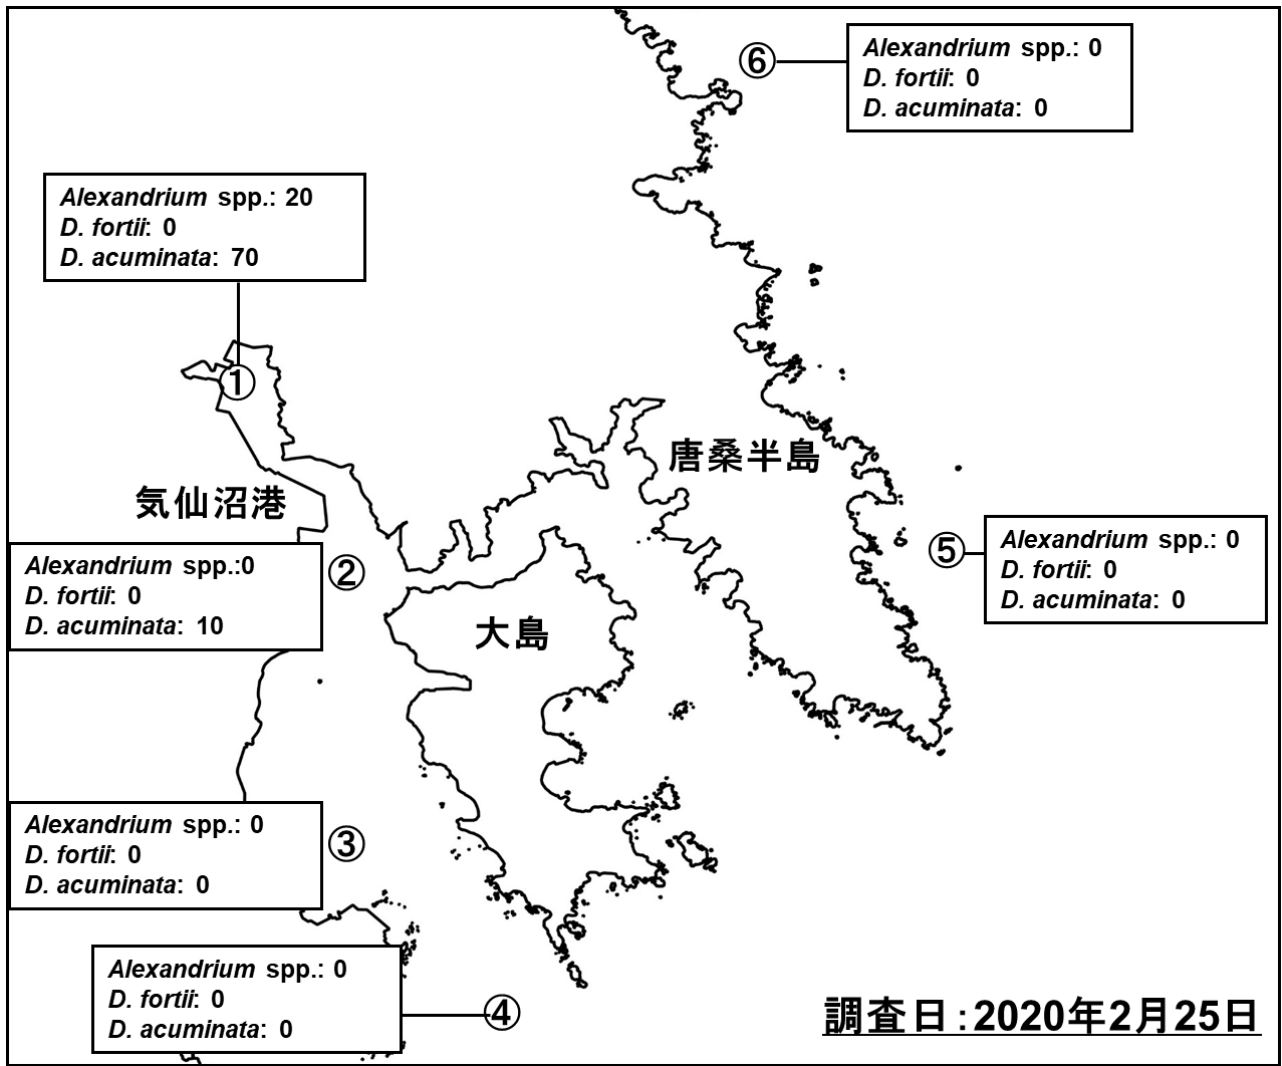 ⑥
Alexandrium spp.: 0
D. fortii: 0
D. acuminata: 0
Alexandrium spp.: 20
D. fortii: 0
D. acuminata: 70
①
唐桑半島
気仙沼港
Alexandrium spp.:0
D. fortii: 0
D. acuminata: 10
②
⑤
Alexandrium spp.: 0
D. fortii: 0
D. acuminata: 0
大島
Alexandrium spp.: 0
D. fortii: 0
D. acuminata: 0
③
Alexandrium spp.: 0
D. fortii: 0
D. acuminata: 0
④
調査日:2020年2月25日